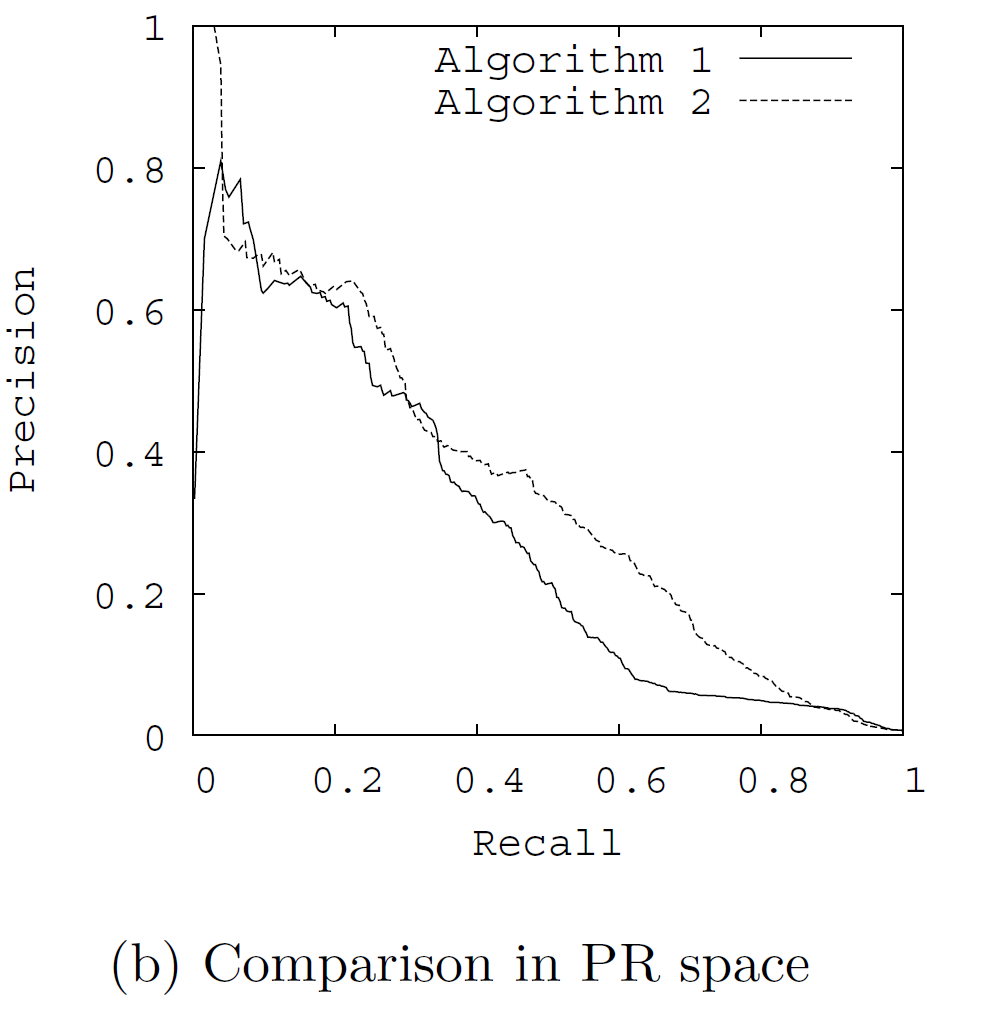 1
Algorithm 1
Algorithm 2
0.8
0.6
0.4
0.2
0
Precision
0 0.2 0.4 0.6 0.8 1
Recall
(b) Comparison in PR space